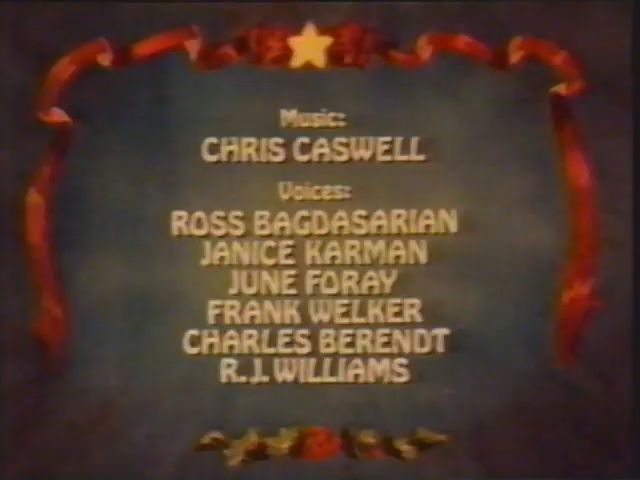 Music:
CHRIS CASWELL
Voices:
ROSS BAGDASARIAN
JANICE KARMAN
JUNE FORAY
FRANK WELKER
CHARLES BERENDT
R.J. WILLIAMS